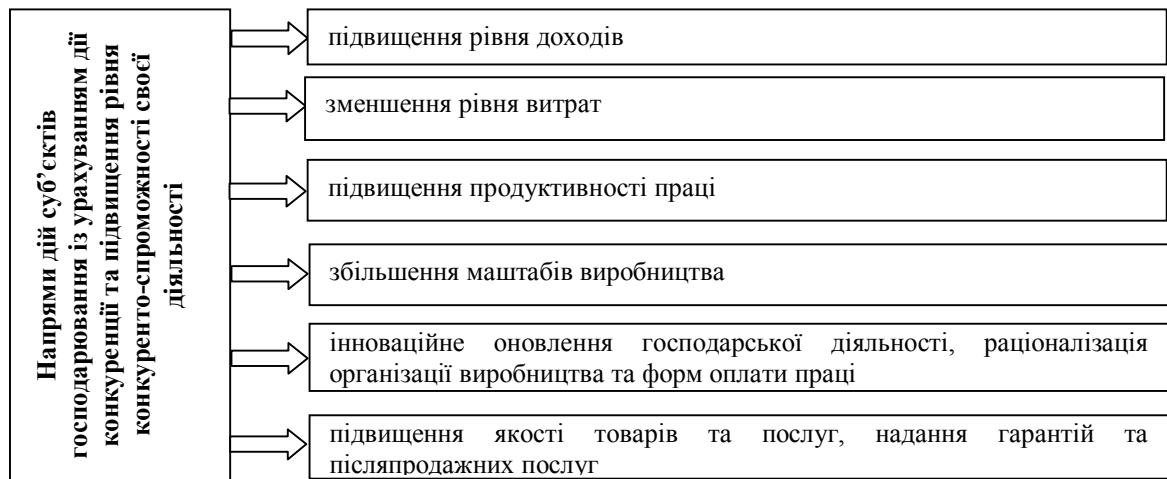 Напрями дій суб’єктів
господарювання із урахуванням дії
конкуренції та підвищення рівня
конкуренто-спроможності своєї
діяльності
підвищення рівня доходів
зменшення рівня витрат
підвищення продуктивності праці
збільшення маштабів виробництва
інноваційне оновлення господарської діяльності, раціоналізація
організації виробництва та форм оплати праці
підвищення якості товарів та послуг, надання гарантій та
післяпродажних послуг